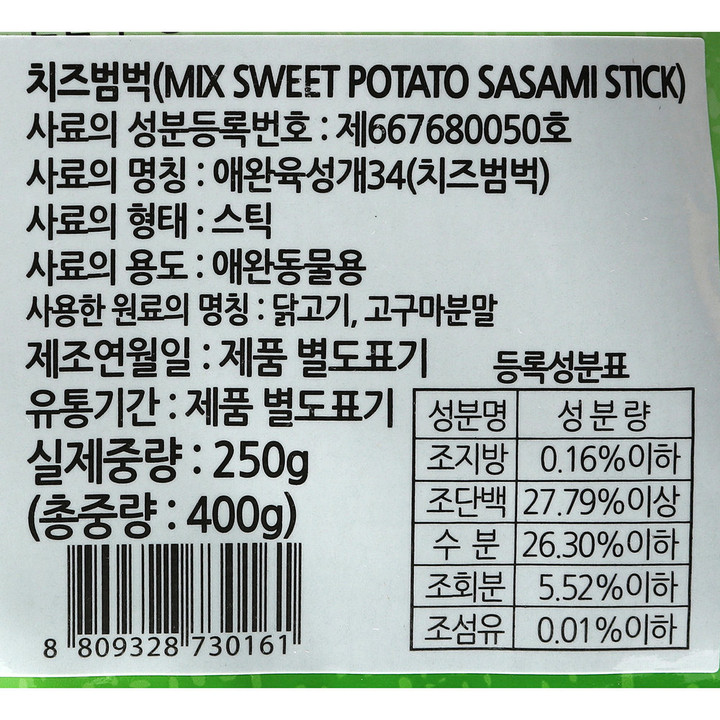 치즈범벅(MIX SWEET POTATO SASAMI STICK)
사료의 성분등록번호 : 제667680050호
사료의 명칭 : 애완육성개34(치즈범벅)
사료의 형태 : 스틱
사료의 용도 : 애완동물용
사용한 원료의 명칭 : 닭고기, 고구마분말
제조연월일 : 제품 별도표기
유통기간 : 제품 별도표기
실제중량 : 250g
(총중량 : 400g)
8 809328 730161
등록성분표
성분명 성분량
조지방 0.16%이하
조단백 27.79%이상
수분 26.30%이하
조회분 5.52%이하
조섬유 0.01%이하